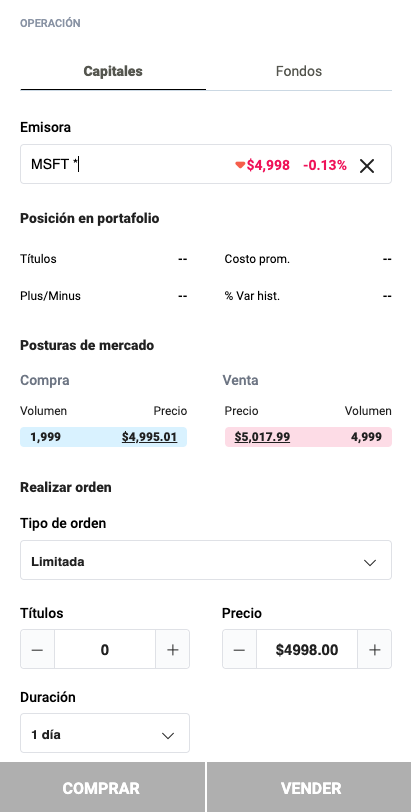 OPERACIÓN
Capitales Fondos
Emisora
MSFT * $4,998 -0.13%
Posición en portafolio
Títulos -- Costo prom. --
Plus/Minus -- % Var hist. --
Posturas de mercado
Compra Venta
Volumen Precio Precio Volumen
1,999 $4,995.01 $5,017.99 4,999
Realizar orden
Tipo de orden
Limitada
Títulos Precio
— 0 + — $4998.00 +
Duración
1 día
COMPRAR VENDER